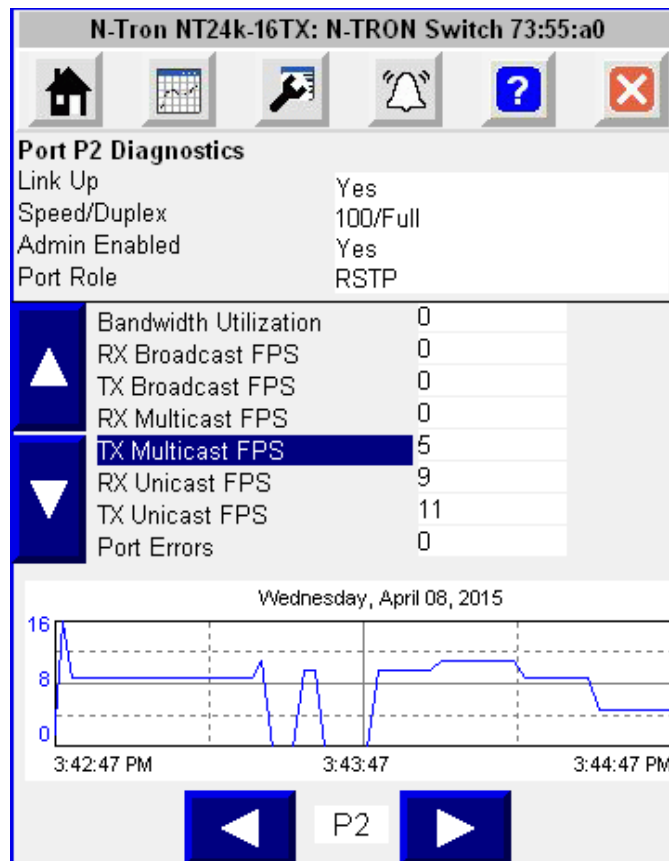 N-Tron NT24k-16TX: N-TRON Switch 73:55:a0
?
Port P2 Diagnostics
Link Up Yes
Speed/Duplex 100/Full
Admin Enabled Yes
Port Role RSTP
Bandwidth Utilization 0
RX Broadcast FPS 0
TX Broadcast FPS 0
RX Multicast FPS 0
TX Multicast FPS 5
RX Unicast FPS 9
TX Unicast FPS 11
Port Errors 0
Wednesday, April 08, 2015
16
8
0
3:42:47 PM 3:43:47 3:44:47 PM
P2